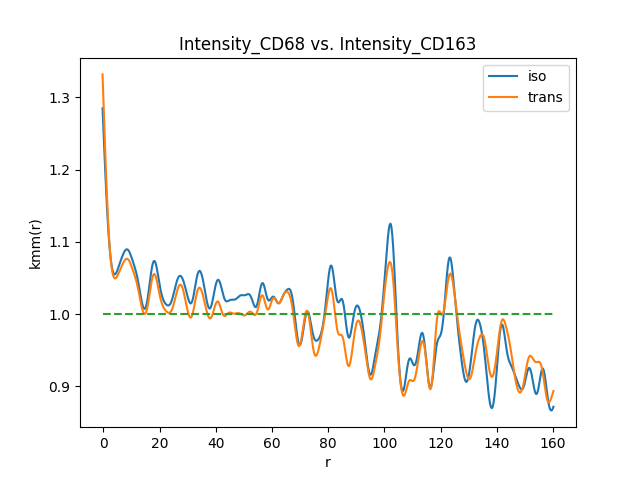 Intensity_CD68 vs. Intensity_CD163
iso
trans
1.3
1.2
1.1
1.0
0.9
kmm(r)
0 20 40 60 80 100 120 140 160
r